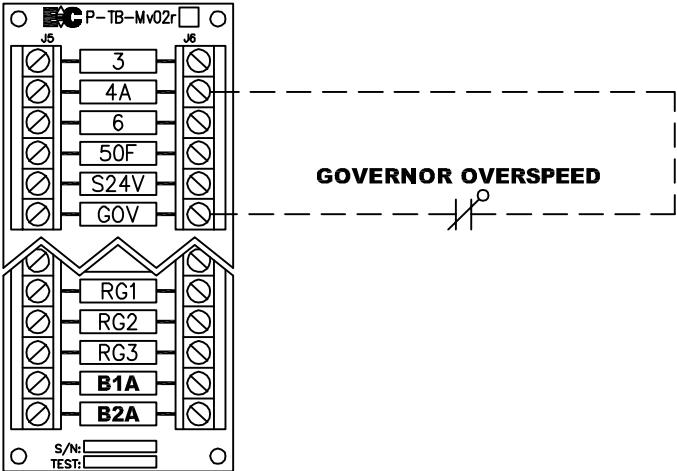 P-TB-Mv02r
J5 J6
3
4A
6
50F
S24V
GOV
GOVERNOR OVERSPEED
RG1
RG2
RG3
B1A
B2A
S/N:
TEST: